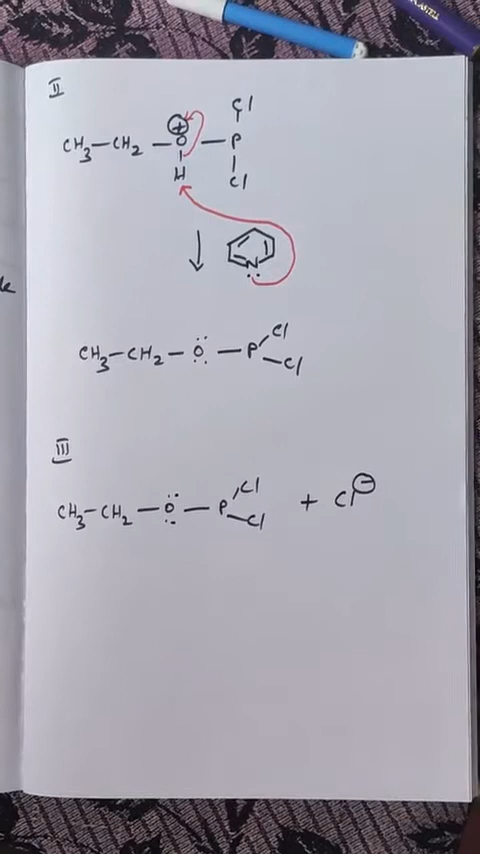 II
Cl
CH3-CH2-O-P
⊕
H
Cl
N
CH3-CH2-O-P
Cl
Cl
III
CH3-CH2-O-P
Cl
Cl
+ Cl⊖